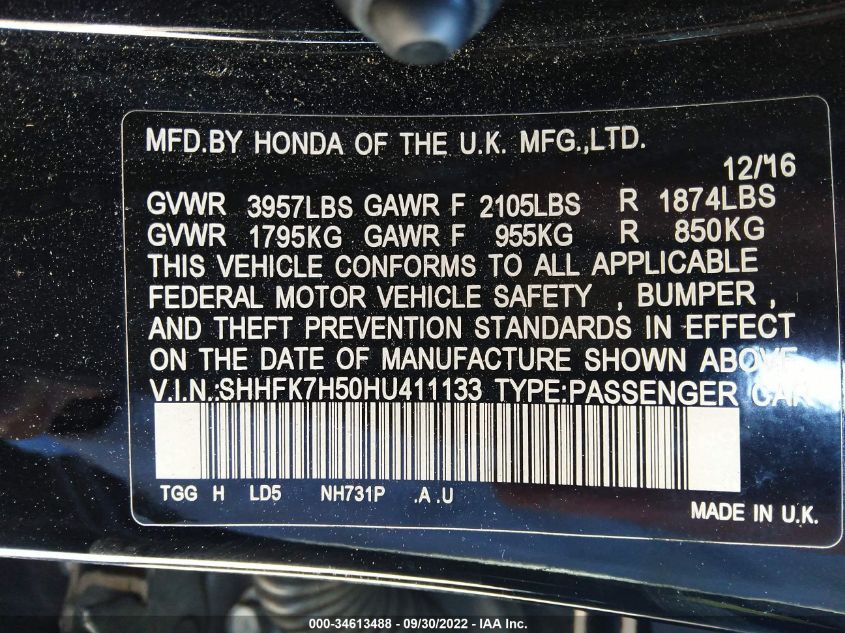 MFD.BY HONDA OF THE U.K. MFG.,LTD.
12/'16
GVWR 3957LBS GAWR F 2105LBS R 1874LBS
GVWR 1795KG GAWR F 955KG R 850KG
THIS VEHICLE CONFORMS TO ALL APPLICABLE
FEDERAL MOTOR VEHICLE SAFETY , BUMPER ,
AND THEFT PREVENTION STANDARDS IN EFFECT
ON THE DATE OF MANUFACTURE SHOWN ABOVE.
V.I.N.:SHHFK7H50HU411133 TYPE:PASSENGER CAR
TGG H LD5 NH731P .A .U
MADE IN U.K.
000-34613488 - 09/30/2022 - IAA Inc.